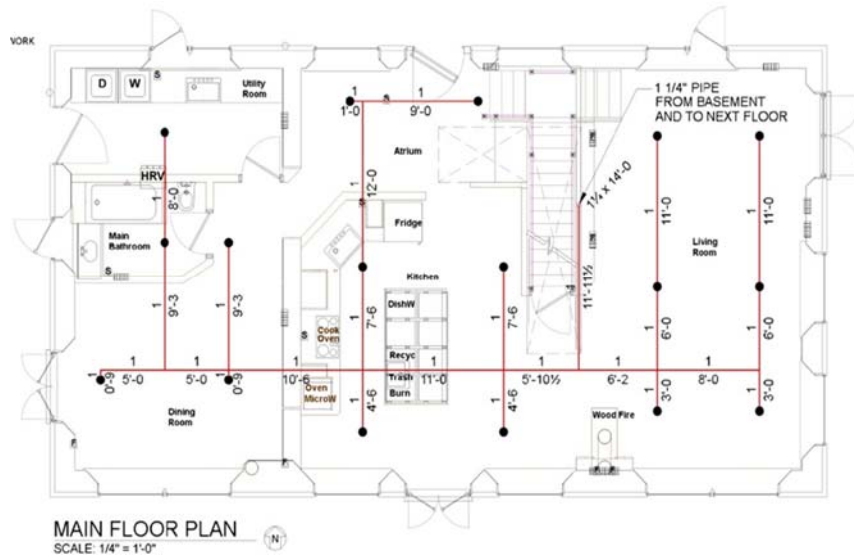 VORK
D
W
S
Utility
Room
1 1/4" PIPE
FROM BASEMENT
AND TO NEXT FLOOR
1
1
S
1'-0
9'-0
Atrium
HRV
1
8'-0
1
12'-0
1¼ x 14'-0
1
11'-0
1
11'-0
S
Fridge
Main
Bathroom
S
Living
Room
Kitchen
11'-11½
1
9'-3
1
9'-3
DishW
1
7'-6
1
7'-6
1
6'-0
1
6'-0
S
Cook
Oven
Recyc
1
1
1
1
1
1
1
1
1
0'-9
5'-0
5'-0
0'-9
10'-6
Trash
11'-0
5'-10½
6'-2
8'-0
Oven
MicroW
Burn
1
4'-6
1
4'-6
1
3'-0
1
3'-0
Dining
Room
Wood Fire
MAIN FLOOR PLAN
N
SCALE: 1/4" = 1'-0"